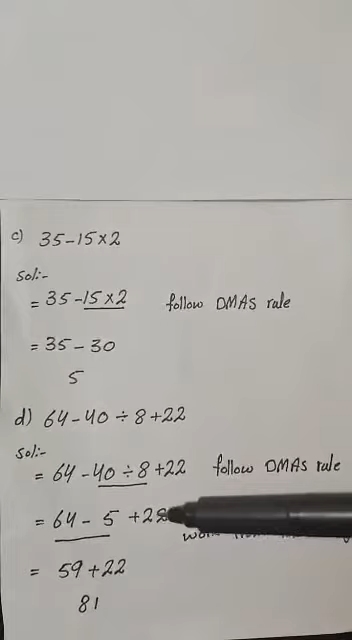 c) 35-15×2
Sol:-
= 35-15×2 follow DMAS rule
= 35-30
5
d) 64-40÷8+22
Sol:-
= 64-40÷8+22 follow DMAS rule
= 64-5 +22
= 59+22
81